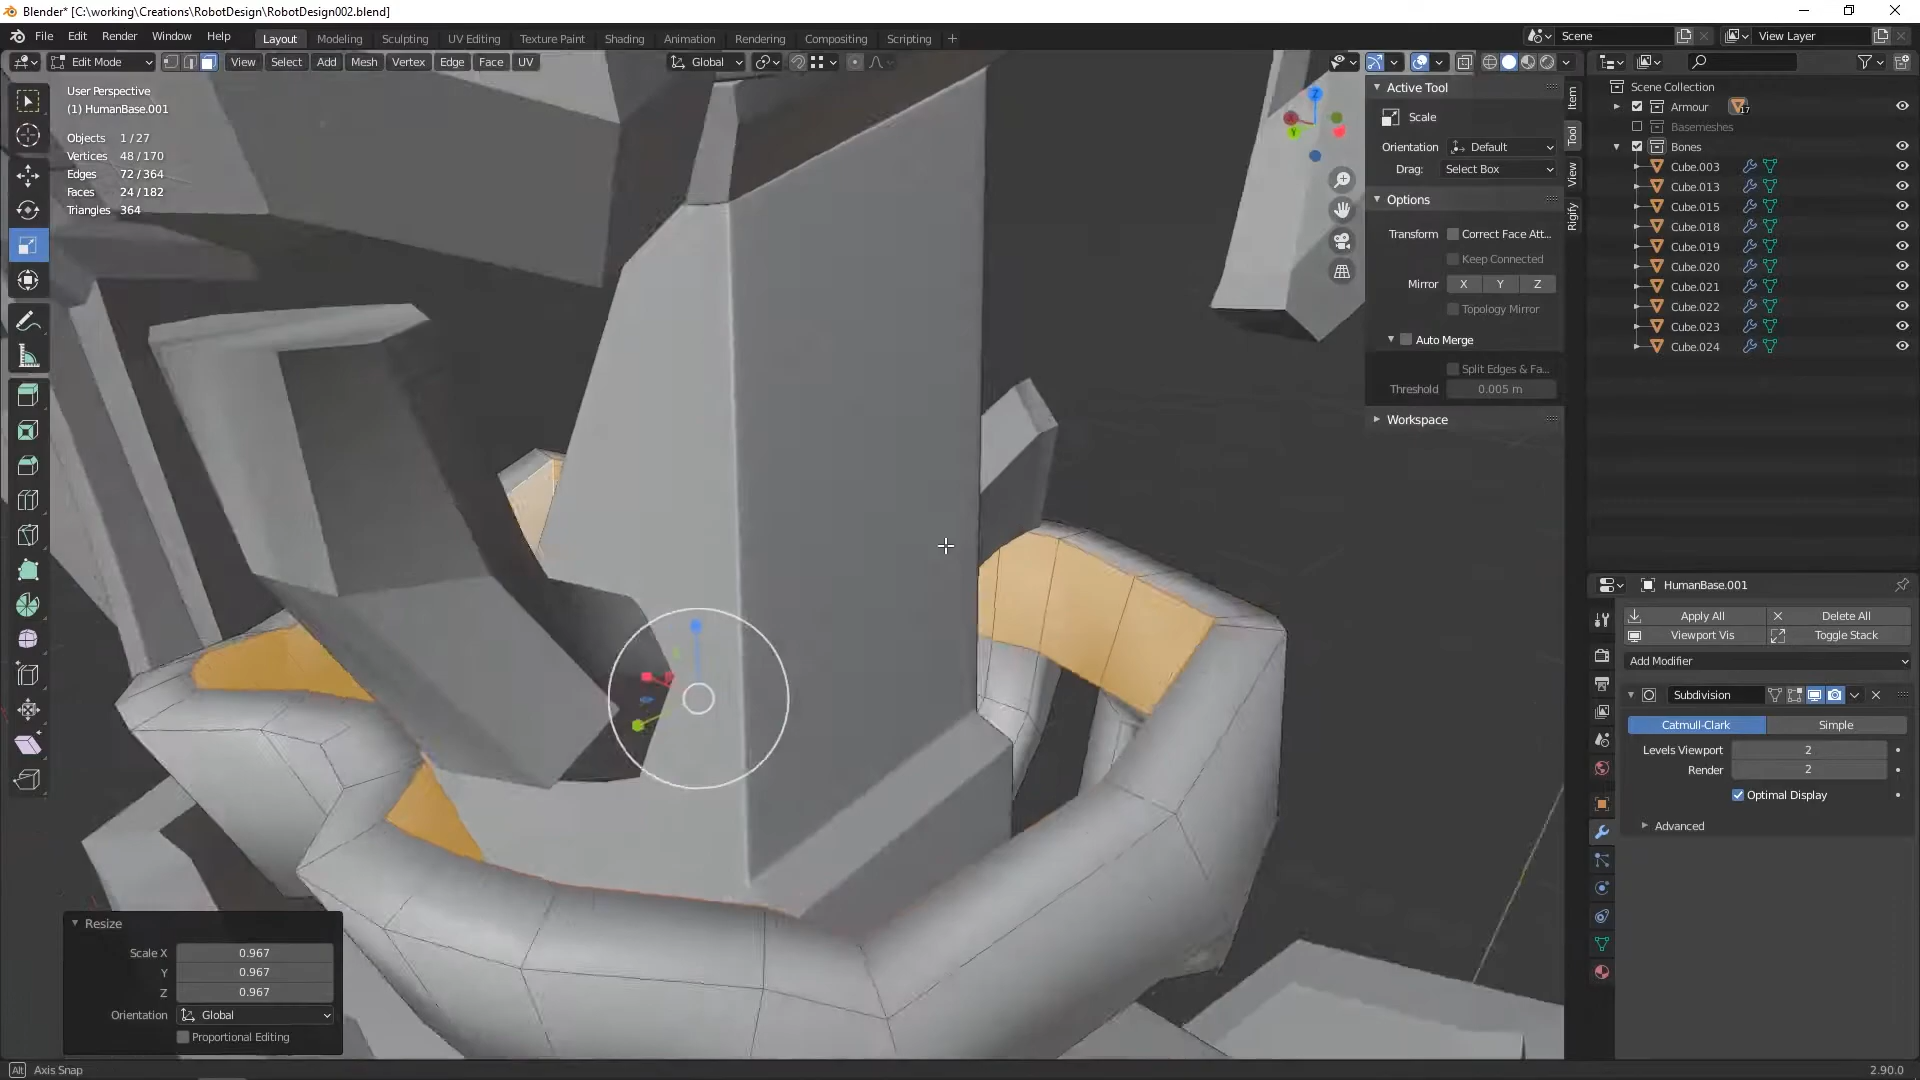 Blender* [C:\working\Creations\RobotDesign\RobotDesign002.blend]
File Edit Render Window Help
Layout Modeling Sculpting UV Editing Texture Paint Shading Animation Rendering Compositing Scripting +
Scene
View Layer
Edit Mode
View Select Add Mesh Vertex Edge Face UV
Global
User Perspective
(1) HumanBase.001
Objects 1 / 27
Vertices 48 / 170
Edges 72 / 364
Faces 24 / 182
Triangles 364
Z
Y
Active Tool
Scale
Orientation Default
Drag: Select Box
Options
Transform Correct Face Att...
Keep Connected
Mirror X Y Z
Topology Mirror
Auto Merge
Split Edges & Fa...
Threshold 0.005 m
Workspace
Item
Tool
View
Rigify
Scene Collection
Armour 17
Basemeshes
Bones
Cube.003
Cube.013
Cube.015
Cube.018
Cube.019
Cube.020
Cube.021
Cube.022
Cube.023
Cube.024
HumanBase.001
Apply All Delete All
Viewport Vis Toggle Stack
Add Modifier
Subdivision
Catmull-Clark Simple
Levels Viewport 2
Render 2
Optimal Display
Advanced
Resize
Scale X 0.967
Y 0.967
Z 0.967
Orientation Global
Proportional Editing
Alt Axis Snap
2.90.0